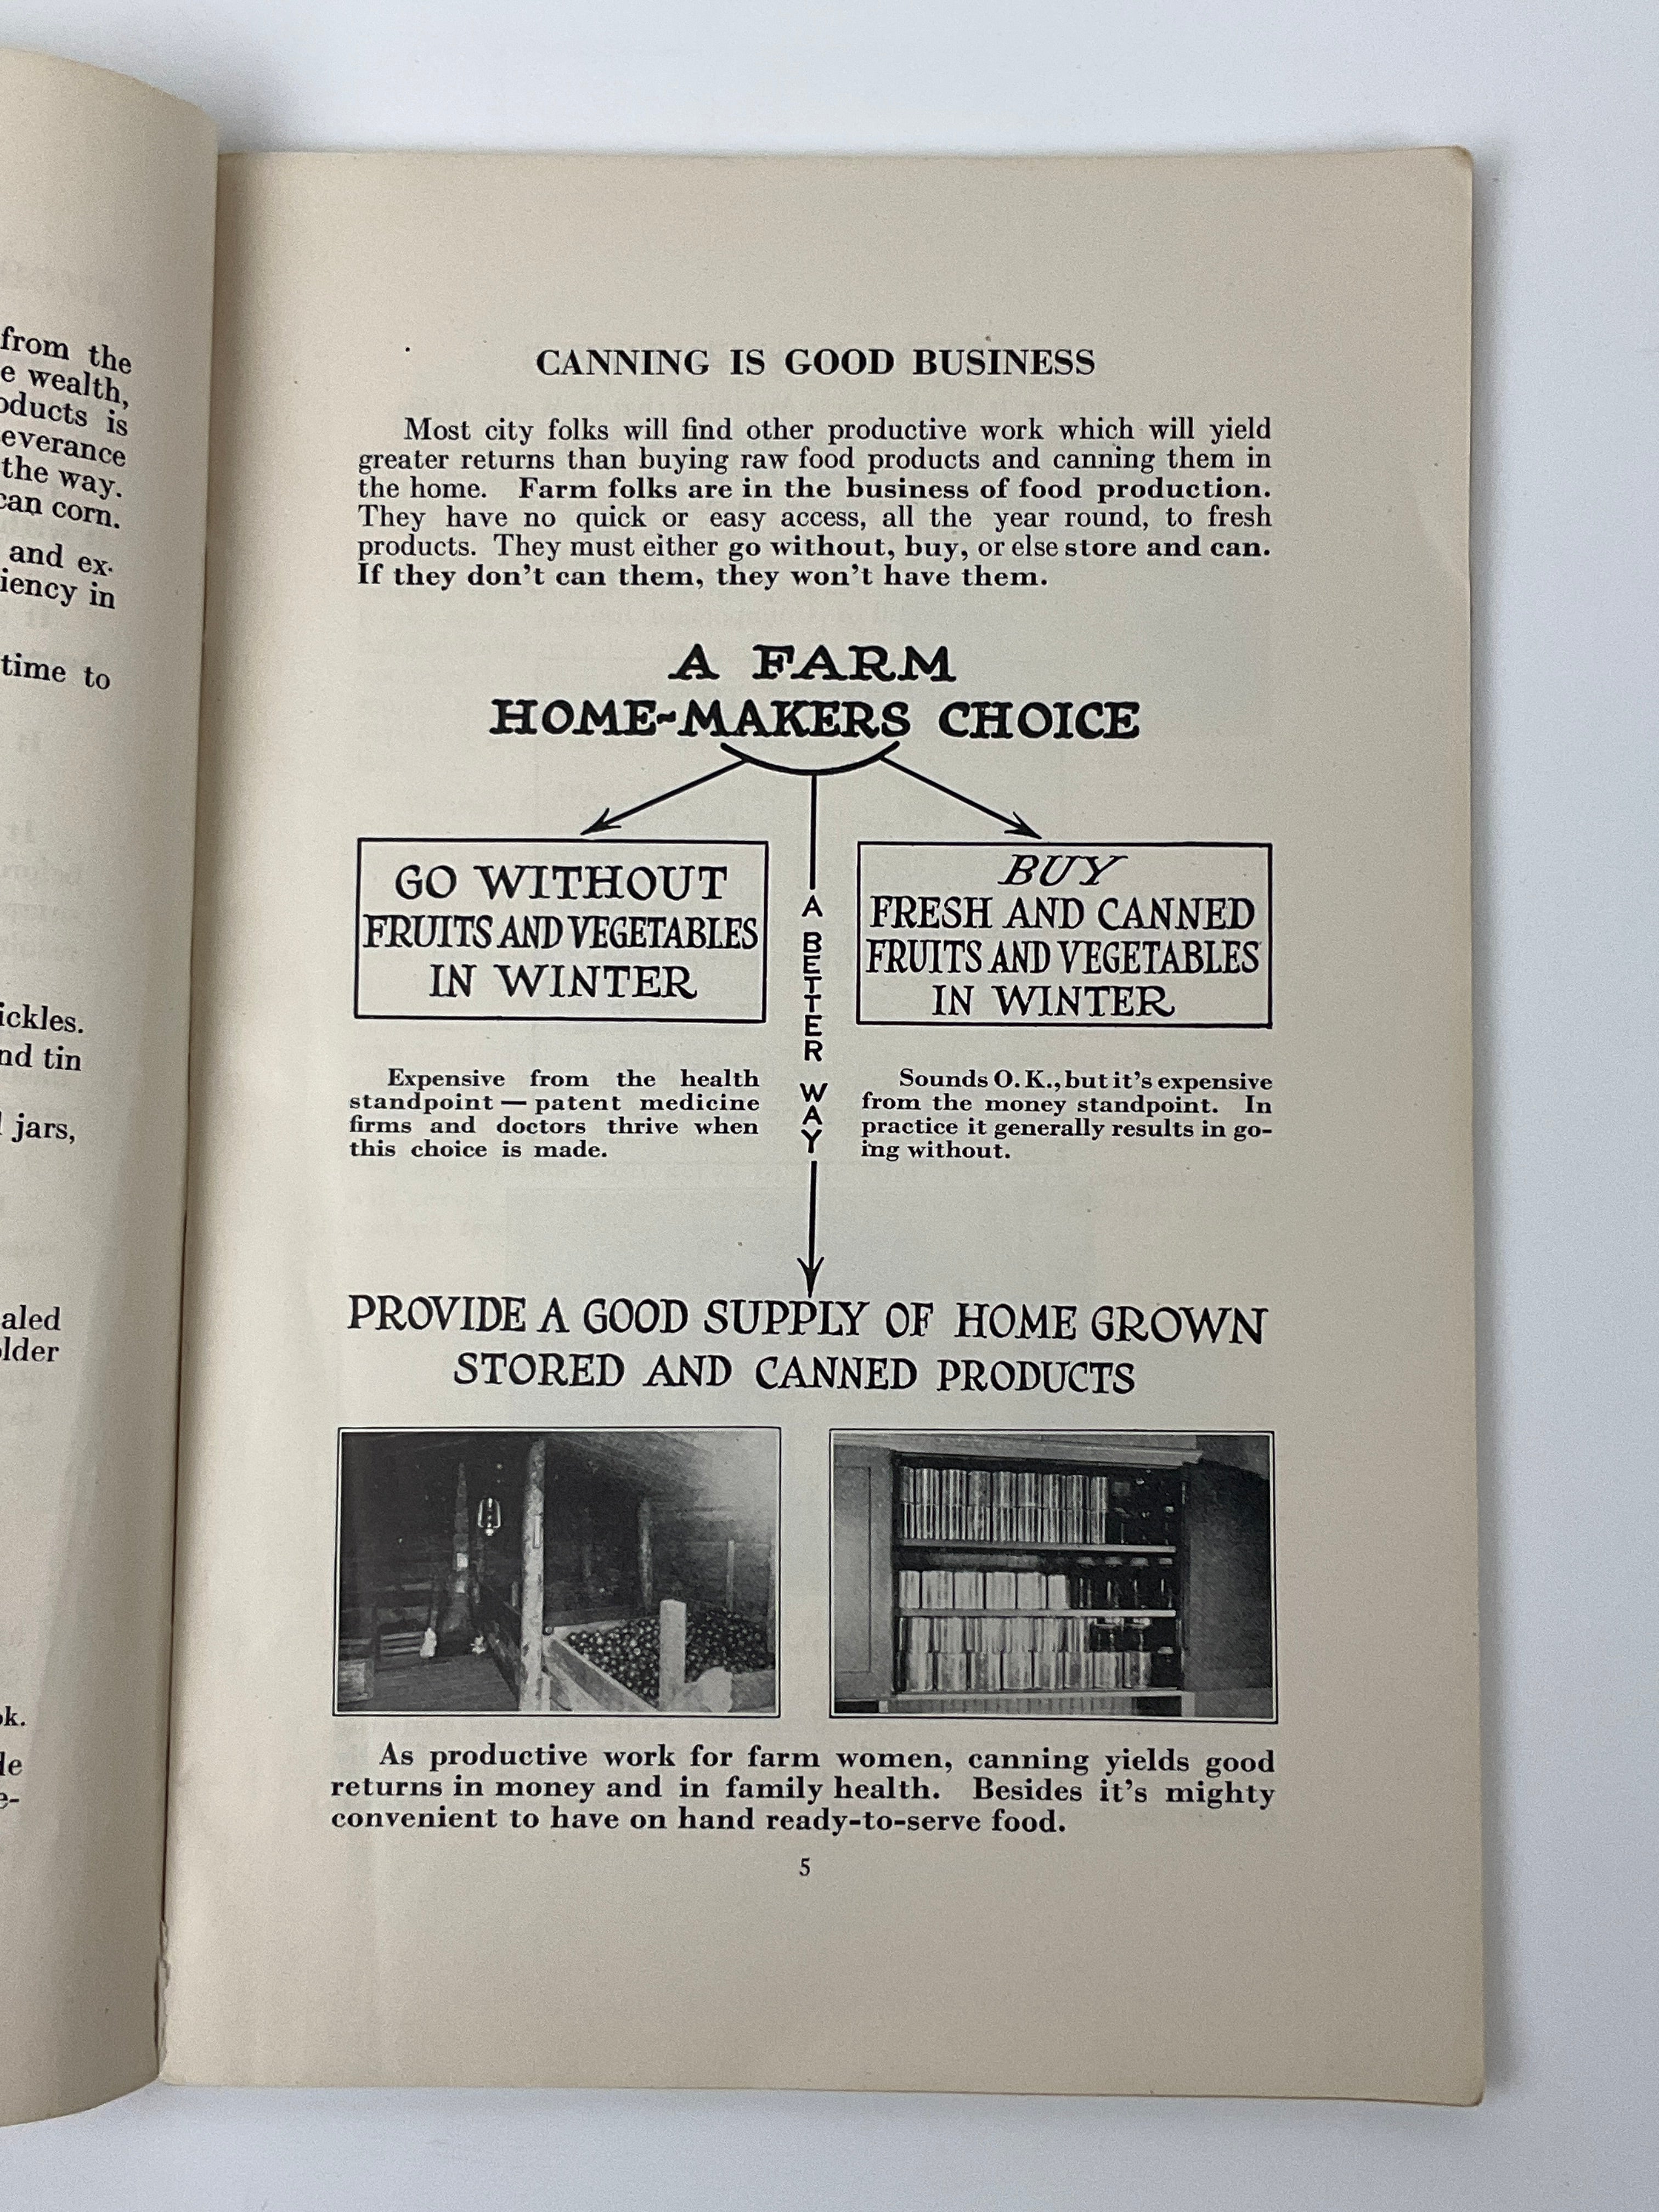 from the
e wealth,
oducts is
everance
the way.
can corn.
and ex-
iency in
time to
ickles.
nd tin
jars,
aled
older
ok.
le
e-
CANNING IS GOOD BUSINESS
Most city folks will find other productive work which will yield
greater returns than buying raw food products and canning them in
the home. Farm folks are in the business of food production.
They have no quick or easy access, all the year round, to fresh
products. They must either go without, buy, or else store and can.
If they don't can them, they won't have them.
A FARM
HOME-MAKERS CHOICE
GO WITHOUT
FRUITS AND VEGETABLES
IN WINTER
Expensive from the health
standpoint — patent medicine
firms and doctors thrive when
this choice is made.
A BETTER WAY
BUY
FRESH AND CANNED
FRUITS AND VEGETABLES
IN WINTER
Sounds O. K., but it's expensive
from the money standpoint. In
practice it generally results in go-
ing without.
PROVIDE A GOOD SUPPLY OF HOME GROWN
STORED AND CANNED PRODUCTS
As productive work for farm women, canning yields good
returns in money and in family health. Besides it's mighty
convenient to have on hand ready-to-serve food.
5